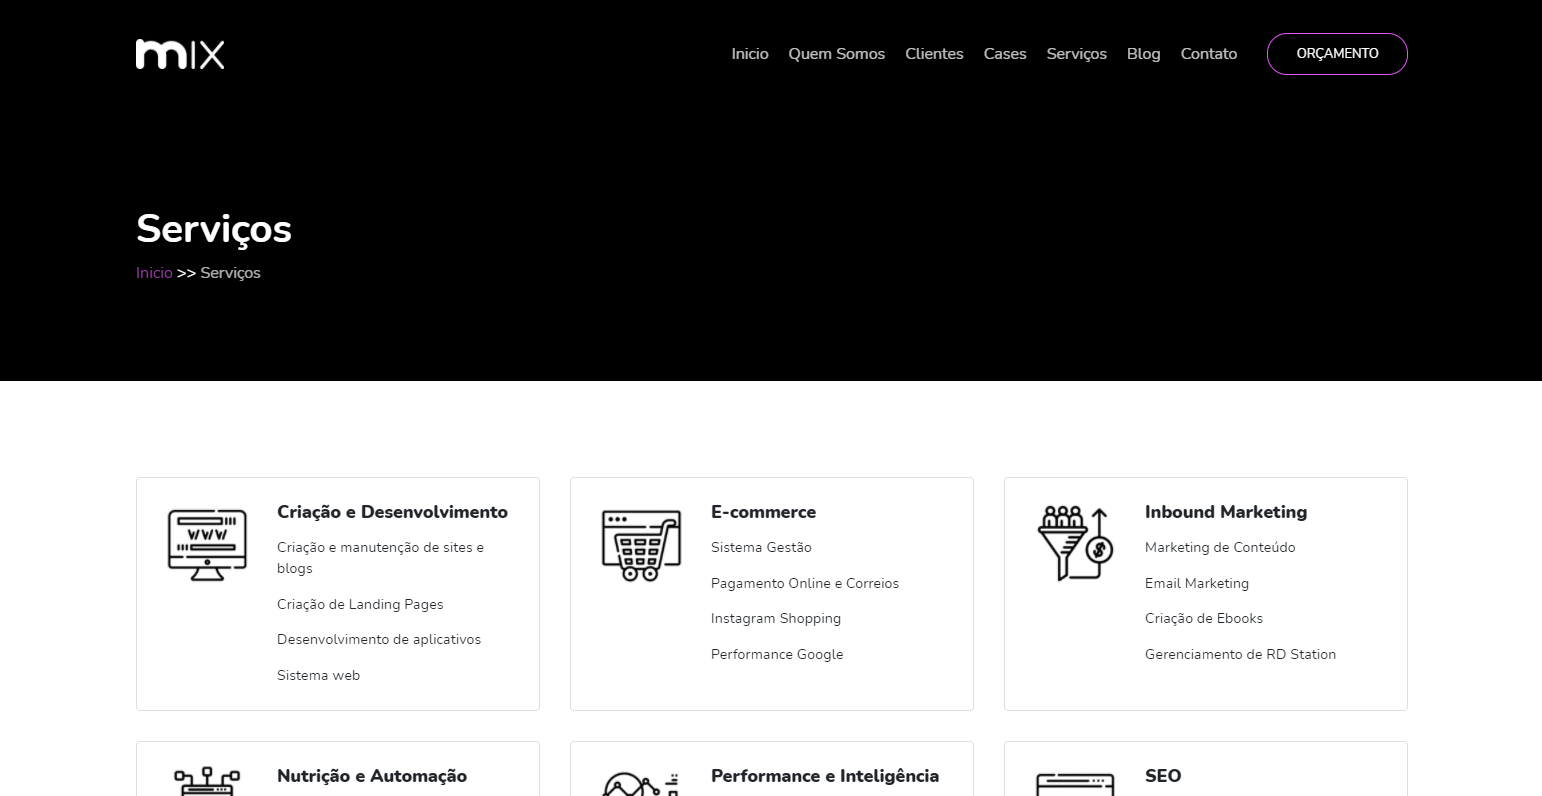 mix
Inicio Quem Somos Clientes Cases Serviços Blog Contato ORÇAMENTO
Serviços
Inicio >> Serviços
WWW
Criação e Desenvolvimento
Criação e manutenção de sites e
blogs
Criação de Landing Pages
Desenvolvimento de aplicativos
Sistema web
E-commerce
Sistema Gestão
Pagamento Online e Correios
Instagram Shopping
Performance Google
$
Inbound Marketing
Marketing de Conteúdo
Email Marketing
Criação de Ebooks
Gerenciamento de RD Station
Nutrição e Automação
Performance e Inteligência
SEO